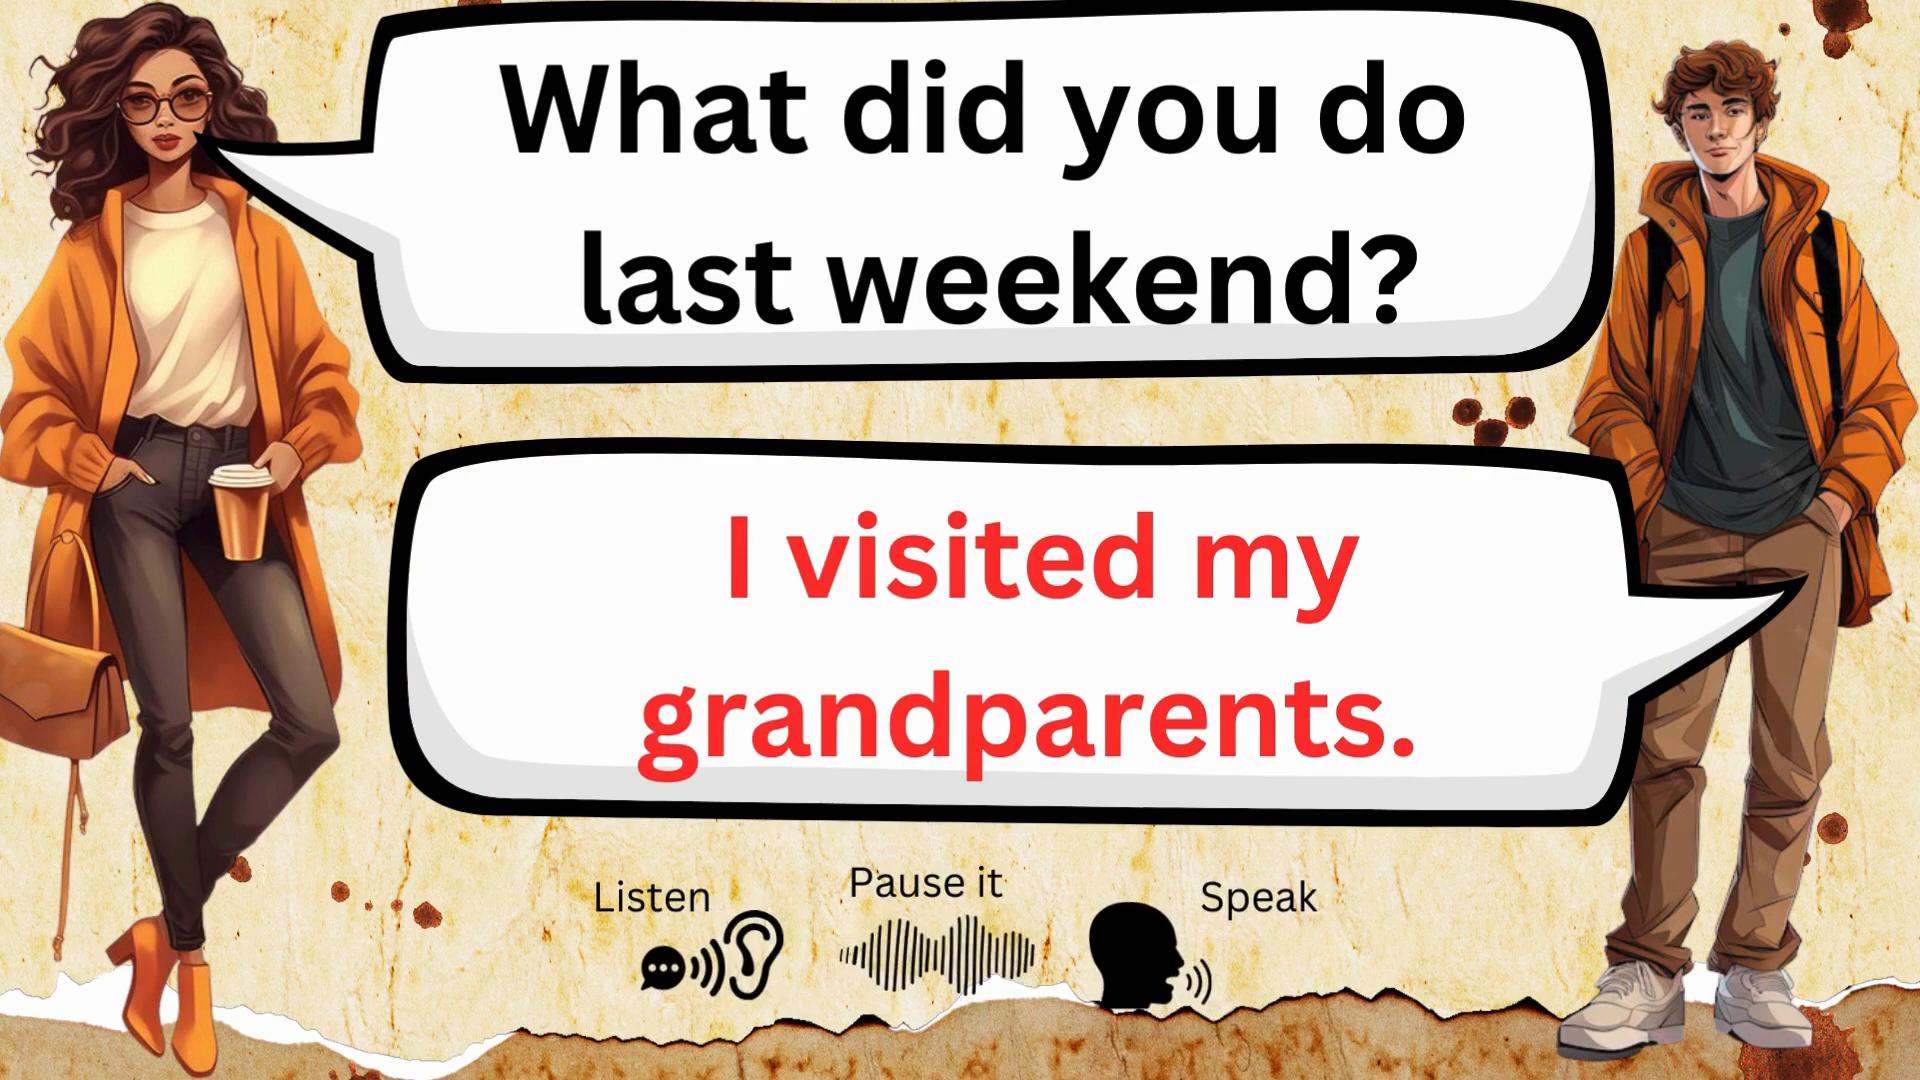 What did you do
last weekend?
I visited my
grandparents.
Listen
Pause it
Speak